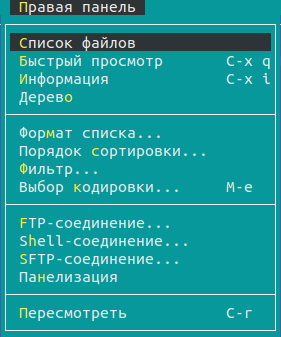 Правая панель
Список файлов
Быстрый просмотр C-x q
Информация C-x i
Дерево
Формат списка...
Порядок сортировки...
Фильтр...
Выбор кодировки... M-e
FTP-соединение...
Shell-соединение...
SFTP-соединение...
Панелизация
Пересмотреть C-r